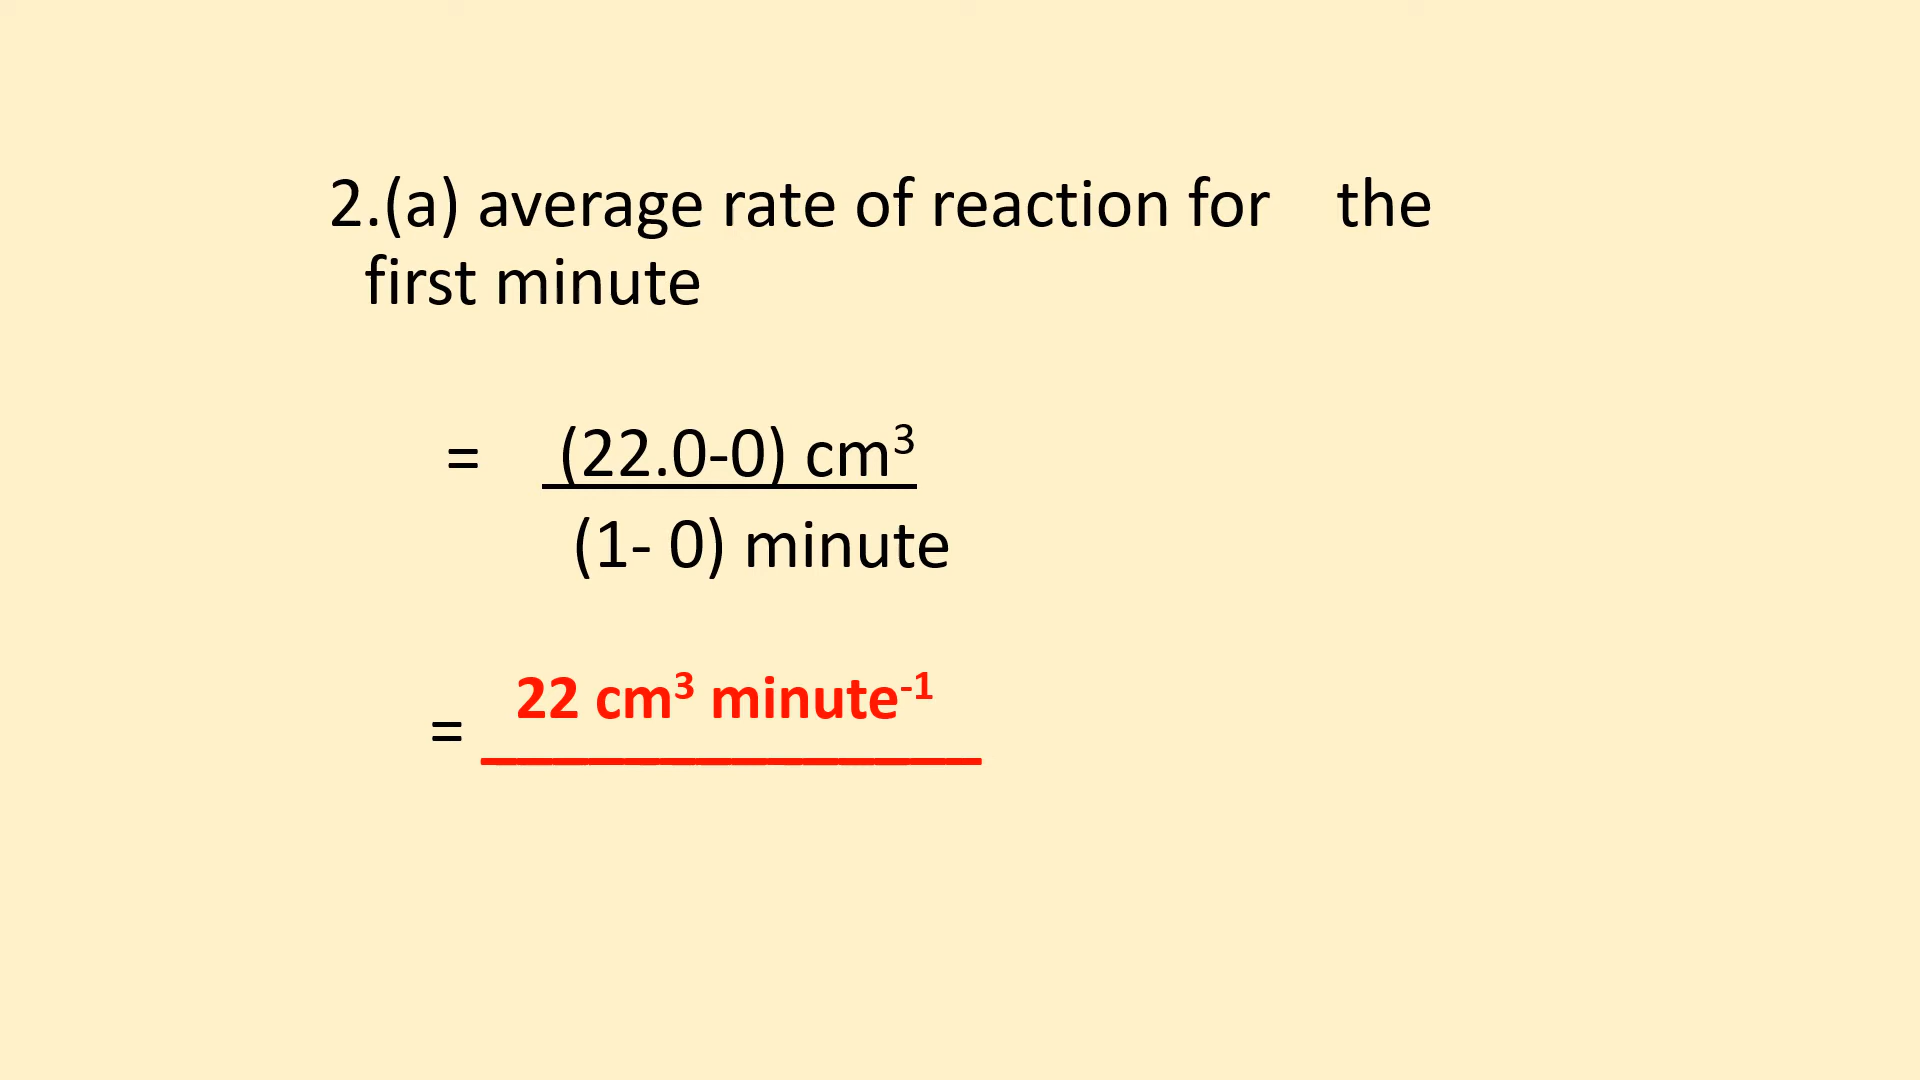 2.(a) average rate of reaction for the
first minute
= (22.0-0) cm³
(1- 0) minute
= 22 cm³ minute⁻¹